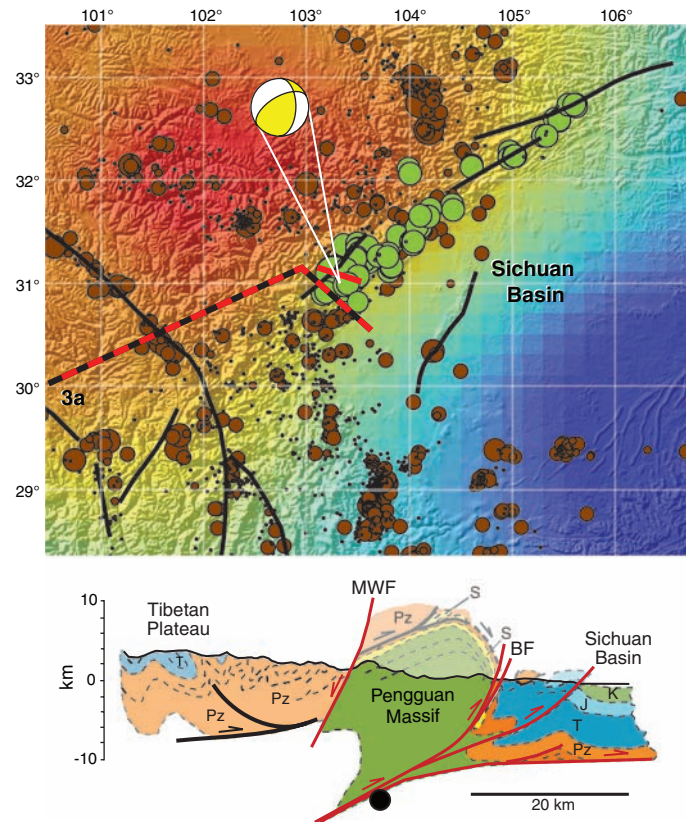 101° 102° 103° 104° 105° 106°
33°
32°
31°
30°
29°
Sichuan
Basin
3a
MWF
S
Pz
S
BF
Tibetan
Plateau
Sichuan
Basin
10
0
-10
km
T
Pz
Pz
Pengguan
Massif
K
J
T
Pz
20 km